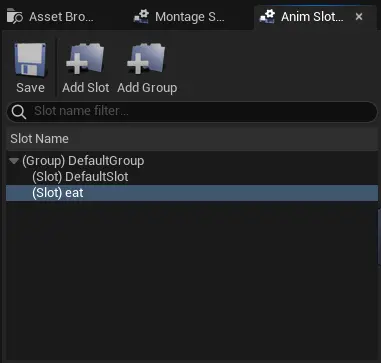 Asset Bro... Montage S... Anim Slot...
Save Add Slot Add Group
Slot name filter...
Slot Name
(Group) DefaultGroup
(Slot) DefaultSlot
(Slot) eat